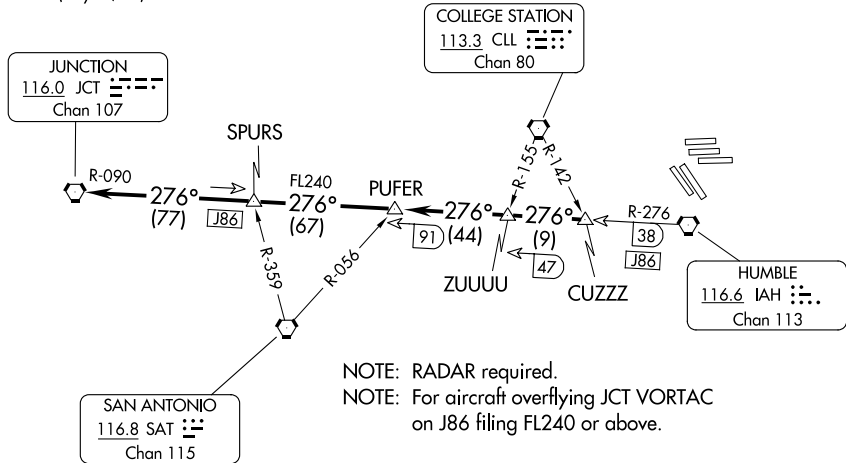 COLLEGE STATION
113.3 CLL
Chan 80
JUNCTION
116.0 JCT
Chan 107
SPURS
R-090
276°
(77)
J86
FL240
276°
(67)
PUFER
91
276°
(44)
R-155
R-142
276°
(9)
ZUUUU
47
CUZZZ
R-276
38
J86
HUMBLE
116.6 IAH
Chan 113
R-359
R-056
SAN ANTONIO
116.8 SAT
Chan 115
NOTE: RADAR required.
NOTE: For aircraft overflying JCT VORTAC
on J86 filing FL240 or above.